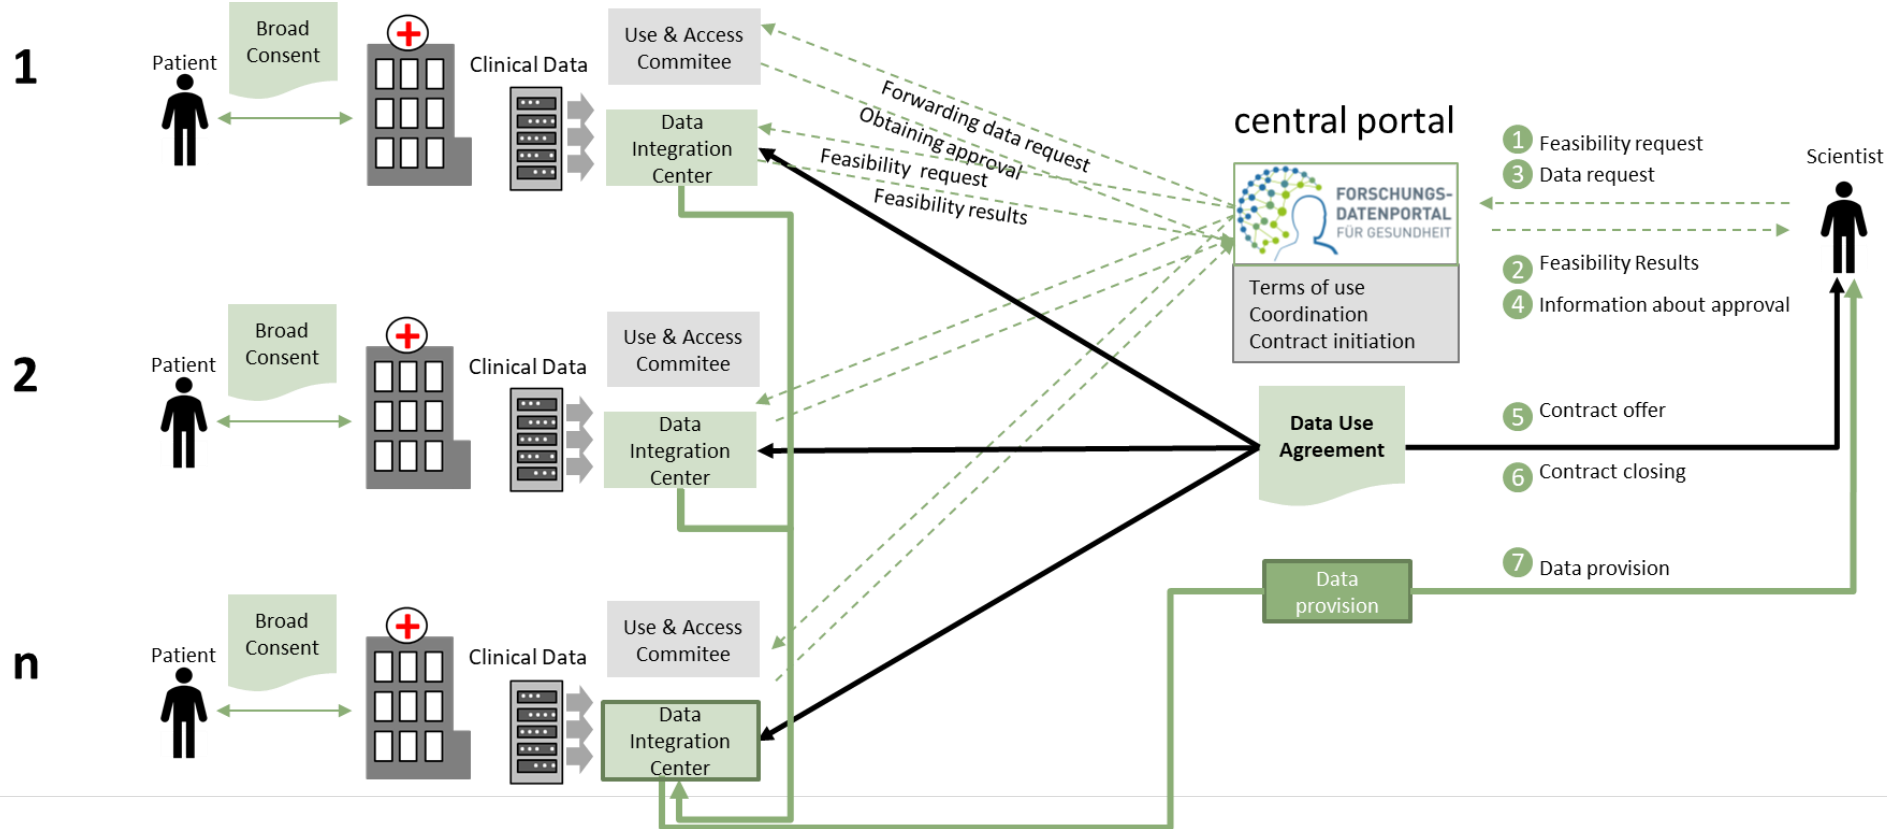 1
Patient
Broad
Consent
Clinical Data
Use & Access
Commitee
Data
Integration
Center
Forwarding data request
Obtaining approval
Feasibility request
Feasibility results
central portal
FORSCHUNGS-
DATENPORTAL
FÜR GESUNDHEIT
Terms of use
Coordination
Contract initiation
1 Feasibility request
3 Data request
Scientist
2 Feasibility Results
4 Information about approval
2
Patient
Broad
Consent
Clinical Data
Use & Access
Commitee
Data
Integration
Center
Data Use
Agreement
5 Contract offer
6 Contract closing
n
Patient
Broad
Consent
Clinical Data
Use & Access
Commitee
Data
Integration
Center
Data
provision
7 Data provision